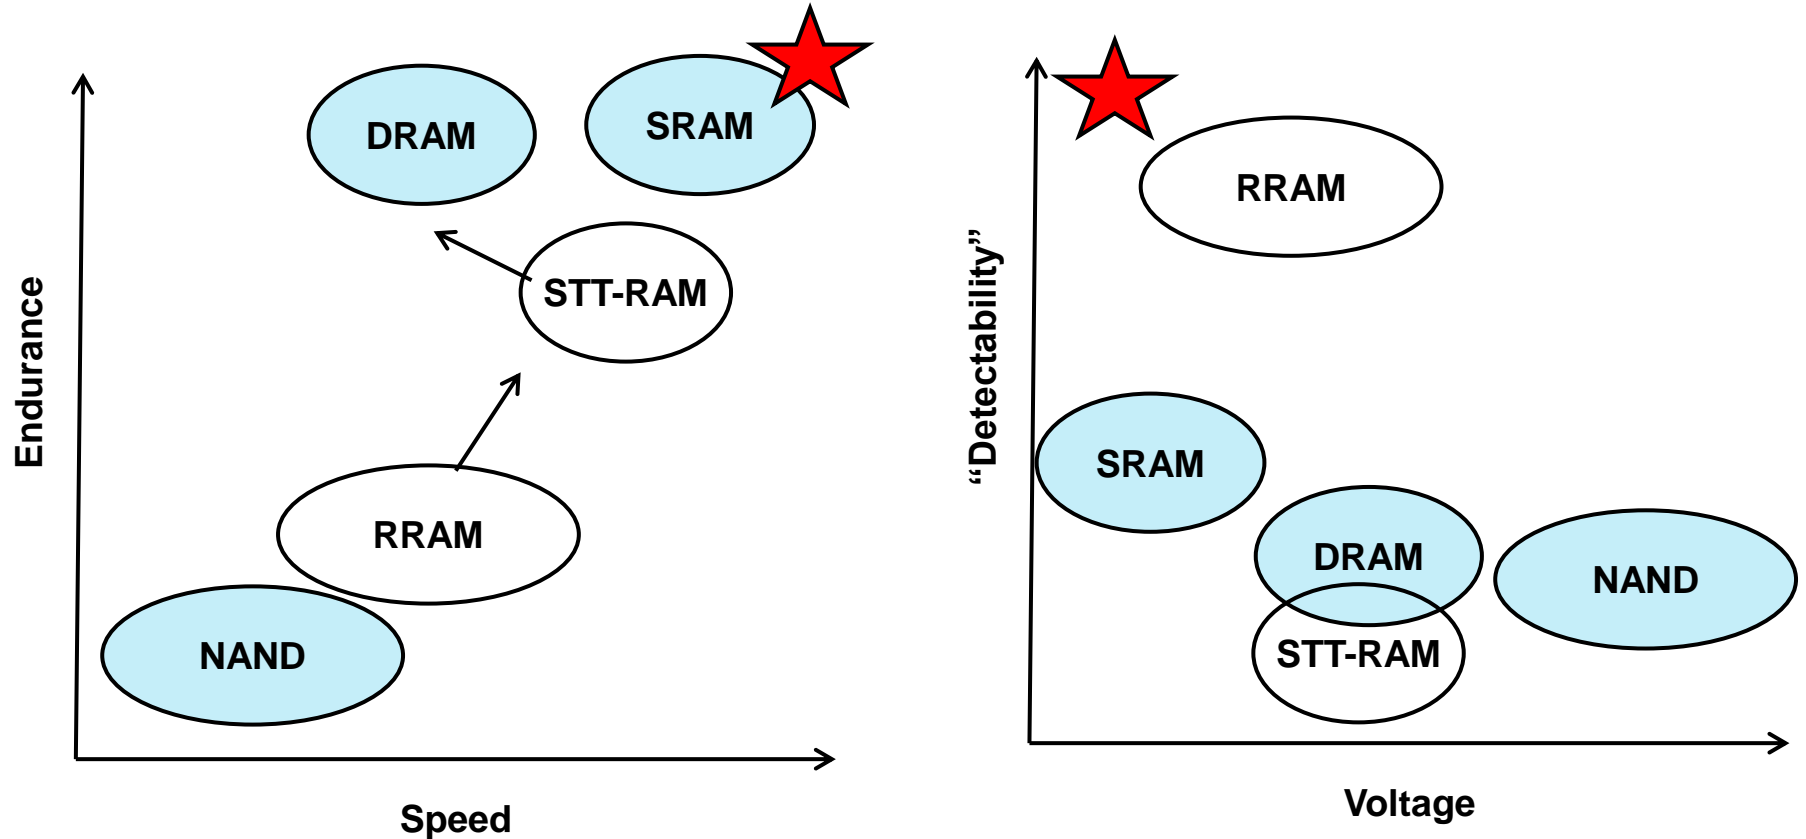 DRAM
SRAM
STT-RAM
RRAM
NAND
Endurance
Speed
RRAM
SRAM
DRAM
NAND
STT-RAM
“Detectability”
Voltage